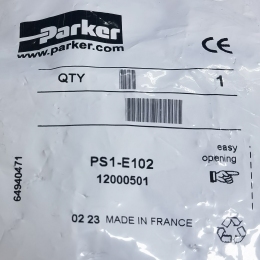 Parker
www.parker.com
CE
QTY 1
PS1-E102
12000501
easy
opening
64940471
02 23 MADE IN FRANCE